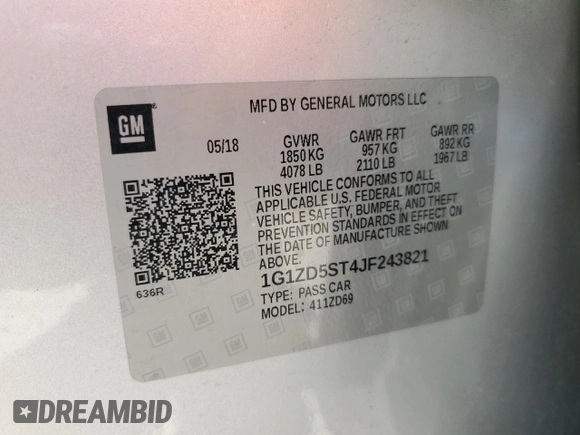 GM
MFD BY GENERAL MOTORS LLC
05/18 GVWR GAWR FRT GAWR RR
1850 KG 957 KG 892 KG
4078 LB 2110 LB 1967 LB
THIS VEHICLE CONFORMS TO ALL
APPLICABLE U.S. FEDERAL MOTOR
VEHICLE SAFETY, BUMPER, AND THEFT
PREVENTION STANDARDS IN EFFECT ON
THE DATE OF MANUFACTURE SHOWN
ABOVE.
1G1ZD5ST4JF243821
636R
TYPE: PASS CAR
MODEL: 411ZD69
DREAMBID